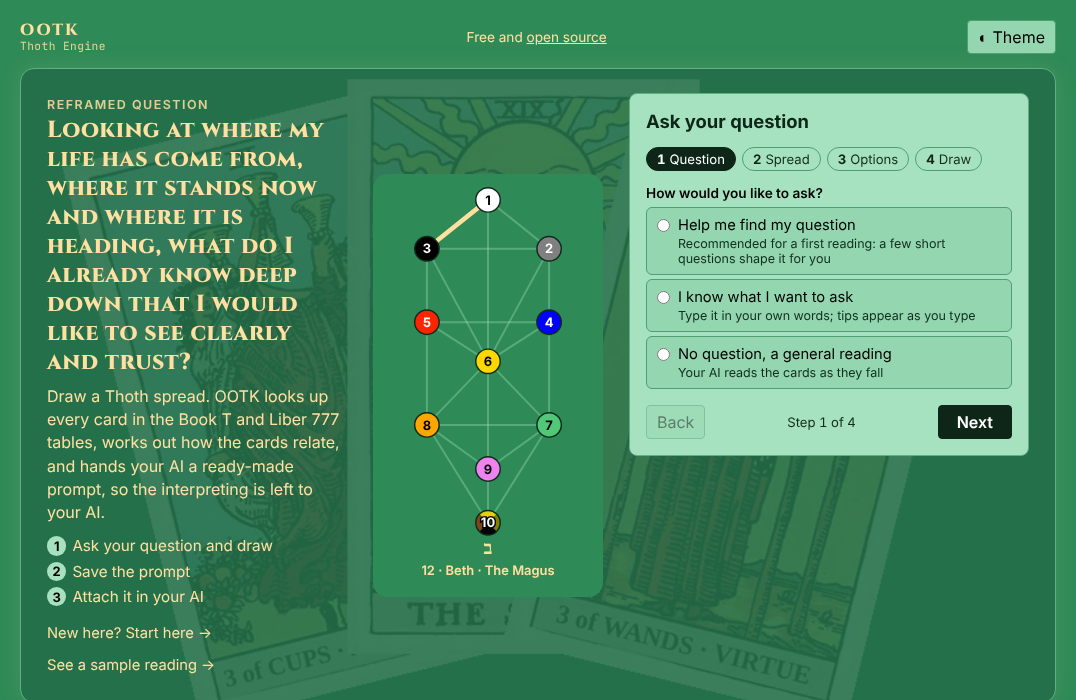 OOTK
Thoth Engine
Free and open source
Theme
REFRAMED QUESTION
Looking at where my
life has come from,
where it stands now
and where it is
heading, what do I
already know deep
down that I would
like to see clearly
and trust?
Draw a Thoth spread. OOTK looks up
every card in the Book T and Liber 777
tables, works out how the cards relate,
and hands your AI a ready-made
prompt, so the interpreting is left to
your AI.
1 Ask your question and draw
2 Save the prompt
3 Attach it in your AI
New here? Start here →
See a sample reading →
XIX
1
3
2
5
4
6
8
7
9
10
ב
12 · Beth · The Magus
THE
3 of CUPS ·
3 of WANDS · VIRTUE
Ask your question
1 Question
2 Spread
3 Options
4 Draw
How would you like to ask?
Help me find my question
Recommended for a first reading: a few short
questions shape it for you
I know what I want to ask
Type it in your own words; tips appear as you type
No question, a general reading
Your AI reads the cards as they fall
Back
Step 1 of 4
Next